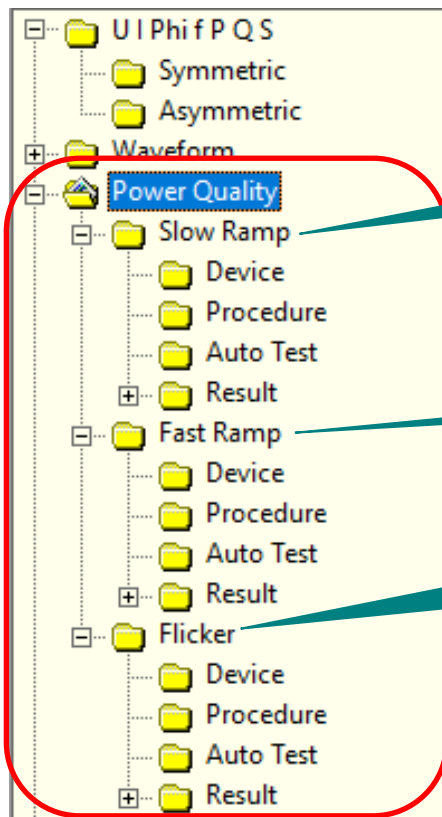 U I Phi f P Q S
Symmetric
Asymmetric
Waveform
Power Quality
Slow Ramp
Device
Procedure
Auto Test
Result
Fast Ramp
Device
Procedure
Auto Test
Result
Flicker
Device
Procedure
Auto Test
Result